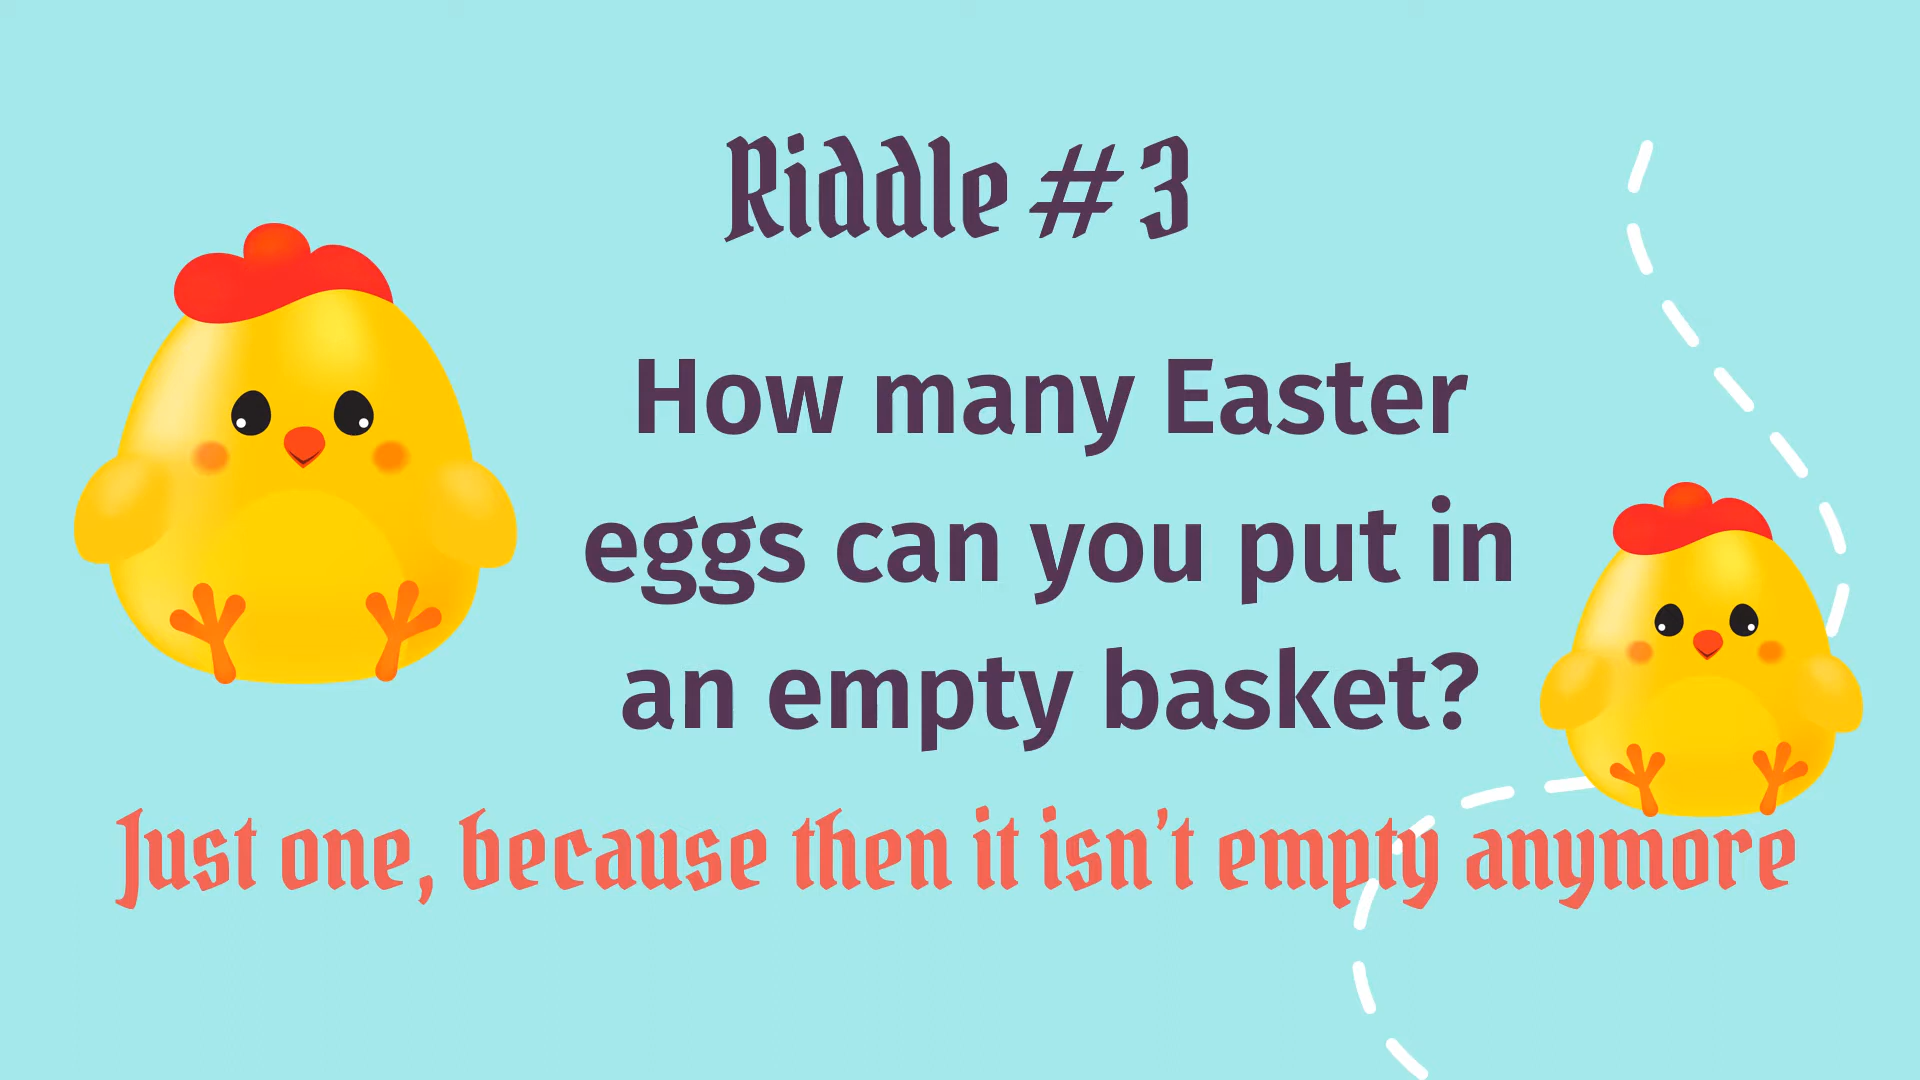 Riddle #3
How many Easter
eggs can you put in
an empty basket?
Just one, because then it isn't empty anymore